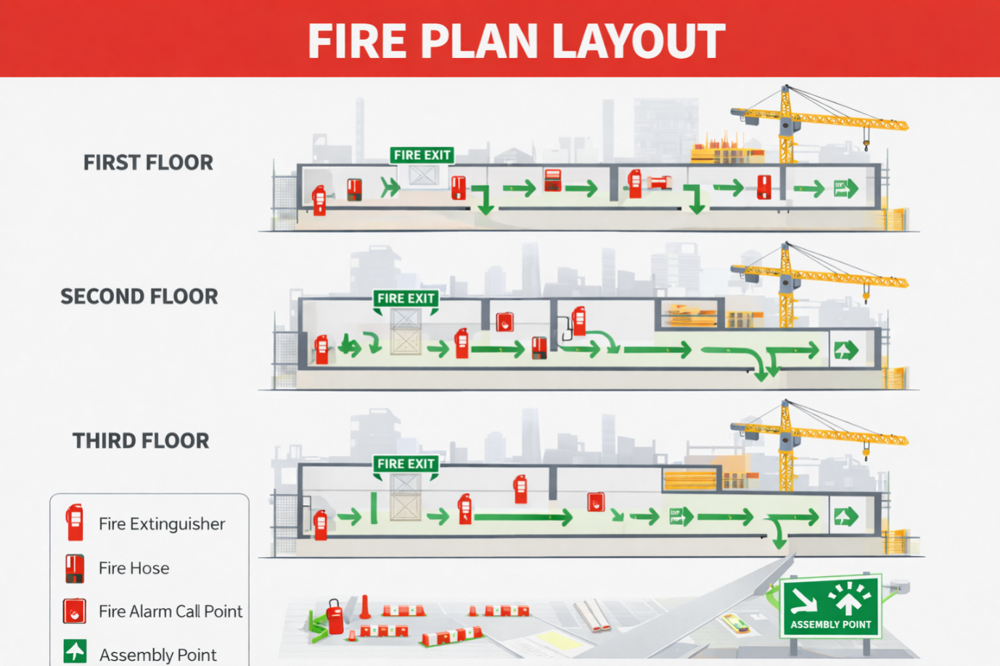 FIRE PLAN LAYOUT
FIRST FLOOR
FIRE EXIT
SECOND FLOOR
FIRE EXIT
THIRD FLOOR
FIRE EXIT
Fire Extinguisher
Fire Hose
Fire Alarm Call Point
Assembly Point
ASSEMBLY POINT